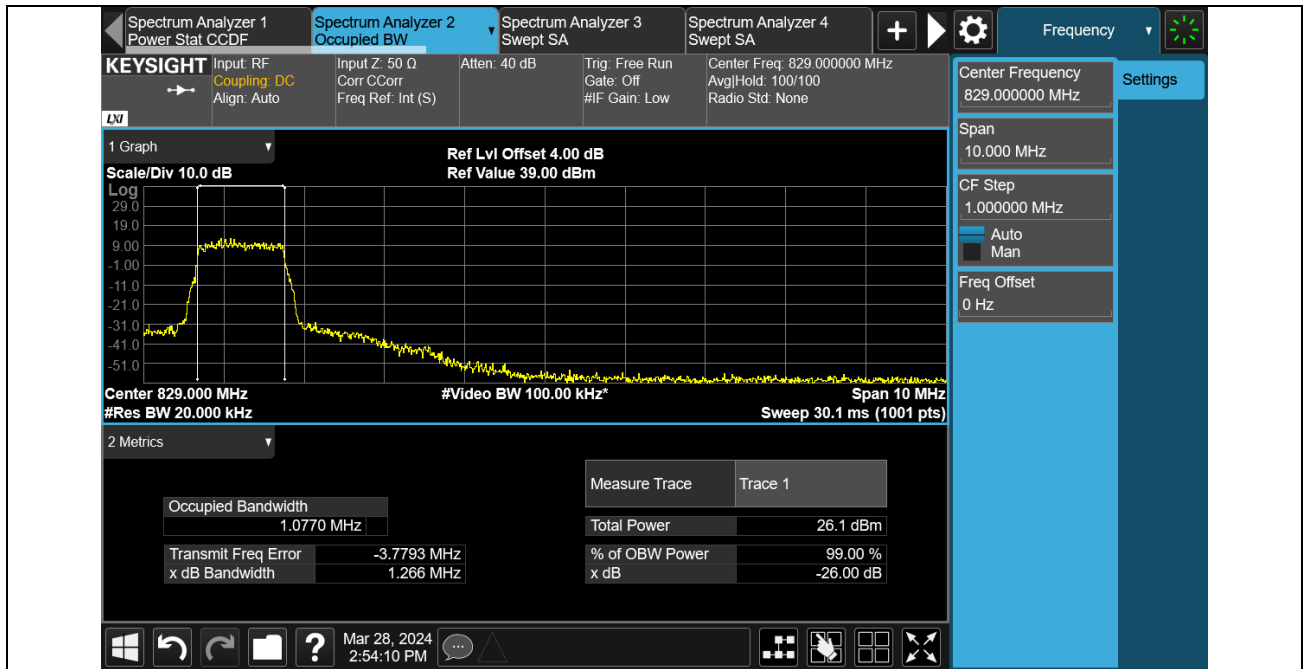 Spectrum Analyzer 1
Power Stat CCDF
Spectrum Analyzer 2
Occupied BW
Spectrum Analyzer 3
Swept SA
Spectrum Analyzer 4
Swept SA
+
Frequency
KEYSIGHT
LXI
Input: RF
Coupling: DC
Align: Auto
Input Z: 50 Ω
Corr CCorr
Freq Ref: Int (S)
Atten: 40 dB
Trig: Free Run
Gate: Off
#IF Gain: Low
Center Freq: 829.000000 MHz
Avg|Hold: 100/100
Radio Std: None
Center Frequency
829.000000 MHz
Settings
Span
10.000 MHz
CF Step
1.000000 MHz
Auto
Man
Freq Offset
0 Hz
1 Graph
Scale/Div 10.0 dB
Ref Lvl Offset 4.00 dB
Ref Value 39.00 dBm
Log
29.0
19.0
9.00
-1.00
-11.0
-21.0
-31.0
-41.0
-51.0
Center 829.000 MHz
#Video BW 100.00 kHz*
Span 10 MHz
#Res BW 20.000 kHz
Sweep 30.1 ms (1001 pts)
2 Metrics
Measure Trace Trace 1
Occupied Bandwidth
1.0770 MHz
Total Power 26.1 dBm
Transmit Freq Error -3.7793 MHz
% of OBW Power 99.00 %
x dB Bandwidth 1.266 MHz
x dB -26.00 dB
?
Mar 28, 2024
2:54:10 PM